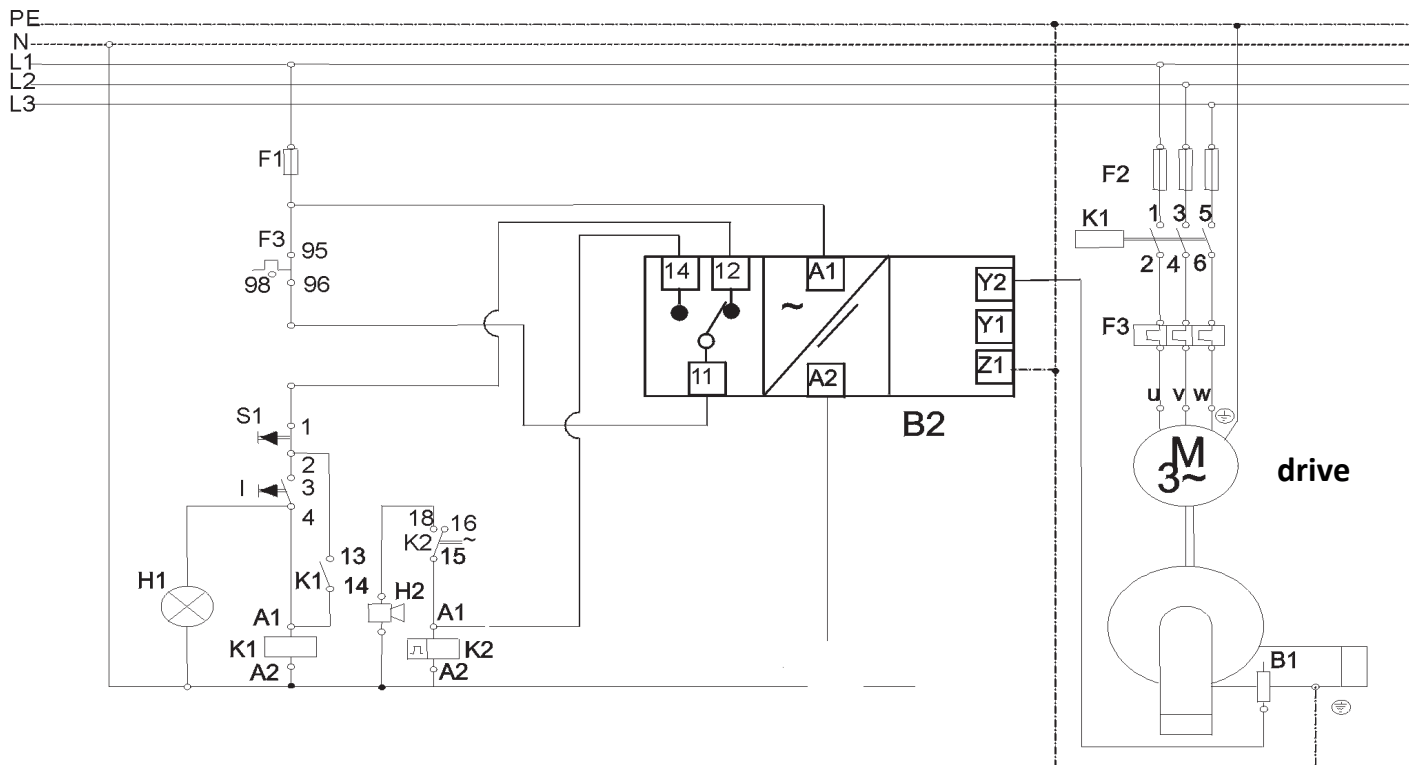 PE
N
L1
L2
L3
F1
F3 95
98 96
S1 1
2
I 3
4
H1
13
K1 14
A1
K1
A2
18 16
K2
15
H2
A1
K2
A2
14 12
11
A1
~
A2
Y2
Y1
Z1
B2
F2
1 3 5
K1
2 4 6
F3
u v w
M
3~
drive
B1